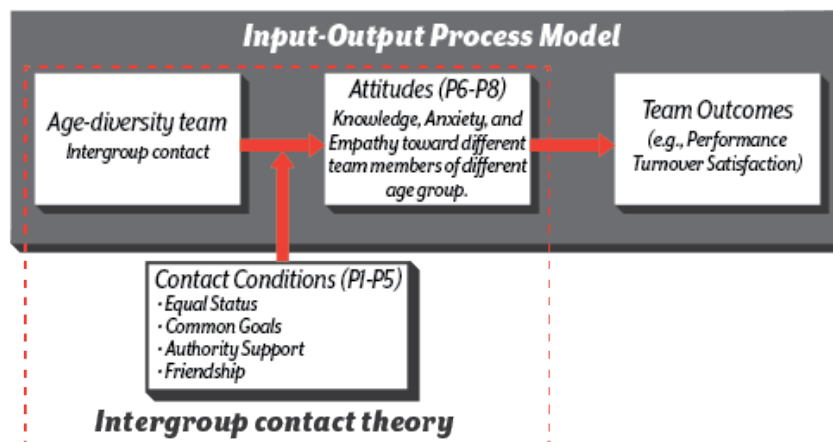 Input-Output Process Model
Age-diversity team
Intergroup contact
Attitudes (P6-P8)
Knowledge, Anxiety, and
Empathy toward different
team members of different
age group.
Team Outcomes
(e.g., Performance
Turnover Satisfaction)
Contact Conditions (P1-P5)
· Equal Status
· Common Goals
· Authority Support
· Friendship
Intergroup contact theory